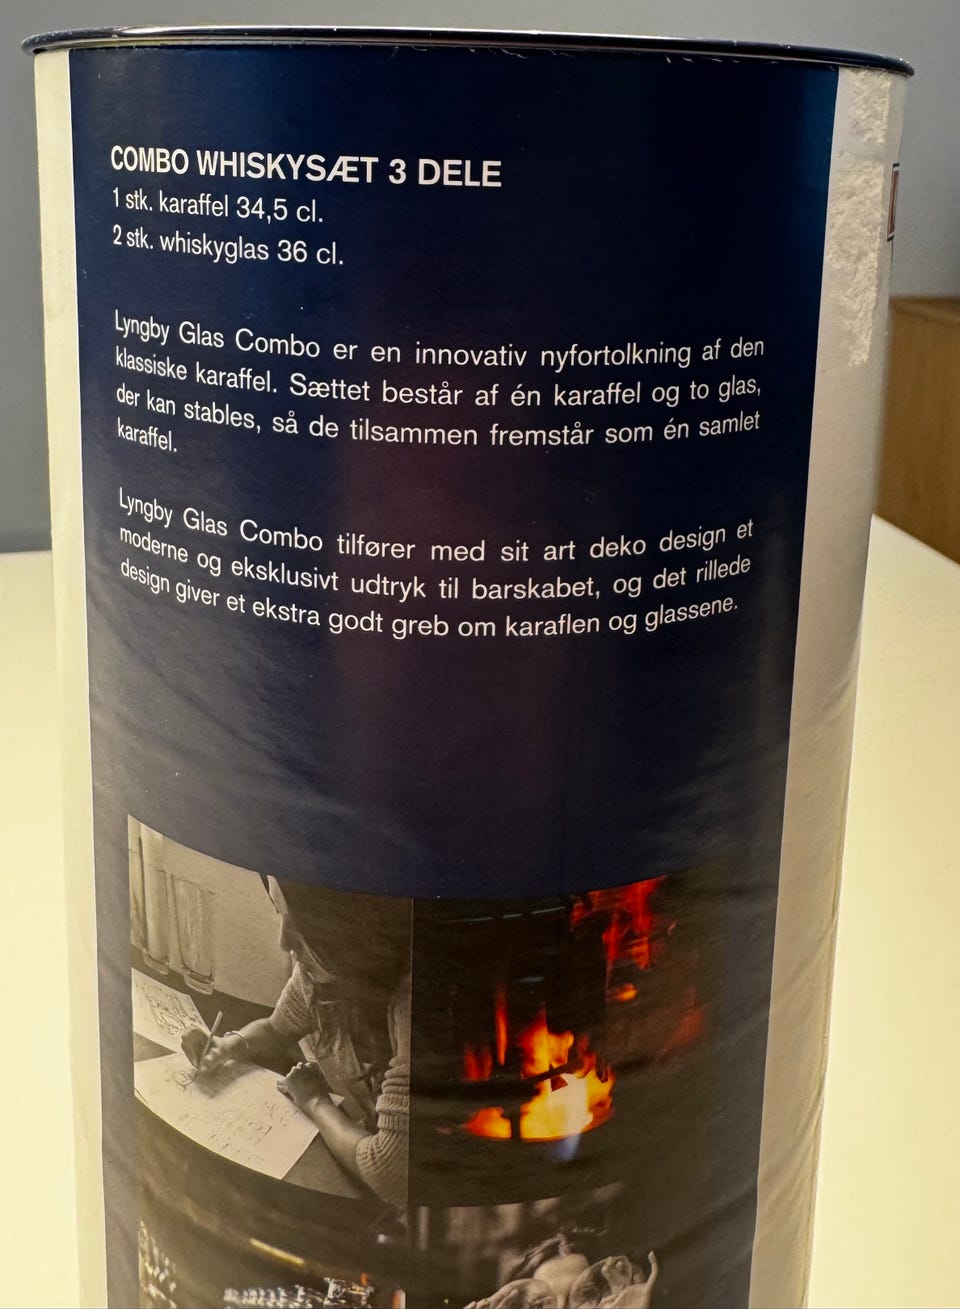 COMBO WHISKYSÆT 3 DELE
1 stk. karaffel 34,5 cl.
2 stk. whiskyglas 36 cl.
Lyngby Glas Combo er en innovativ nyfortolkning af den
klassiske karaffel. Sættet består af én karaffel og to glas,
der kan stables, så de tilsammen fremstår som én samlet
karaffel.
Lyngby Glas Combo tilfører med sit art deko design et
moderne og eksklusivt udtryk til barskabet, og det rillede
design giver et ekstra godt greb om karaflen og glassene.